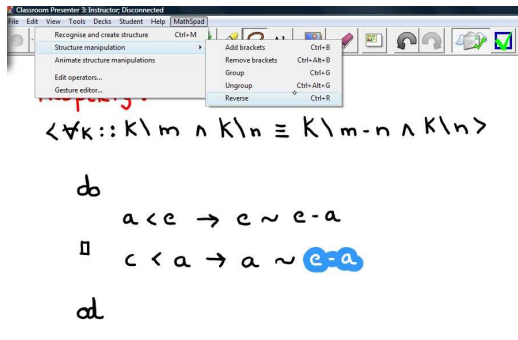 Classroom Presenter 3: Instructor; Disconnected
File Edit View Tools Decks Student Help MathSpad
Recognise and create structure Ctrl+M
Structure manipulation
Animate structure manipulations
Edit operators...
Gesture editor...
Add brackets Ctrl+B
Remove brackets Ctrl+Alt+B
Group Ctrl+G
Ungroup Ctrl+Alt+G
Reverse Ctrl+R
<∀K:: K\m ∧ K\n ≡ K\m-n ∧ K\n>
do
a < c → c ~ c-a
▯ c < a → a ~ c-a
od